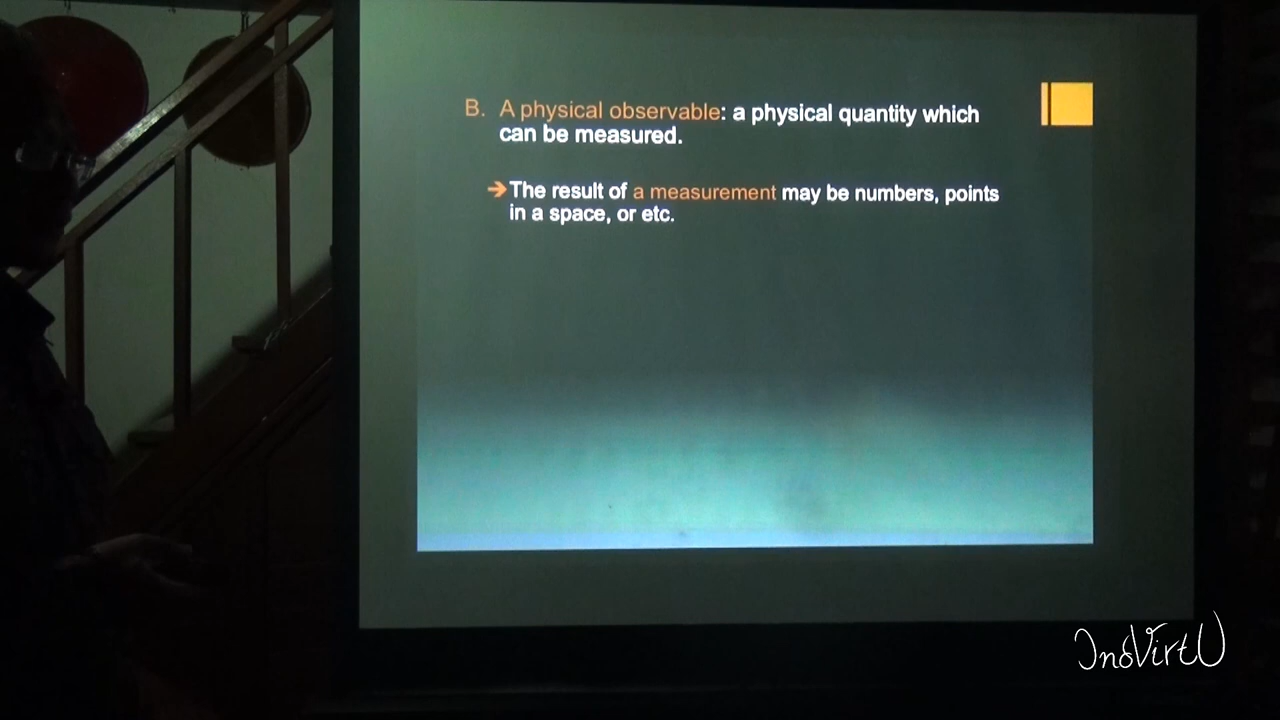 B. A physical observable: a physical quantity which
can be measured.
➔The result of a measurement may be numbers, points
in a space, or etc.
InoVirtU